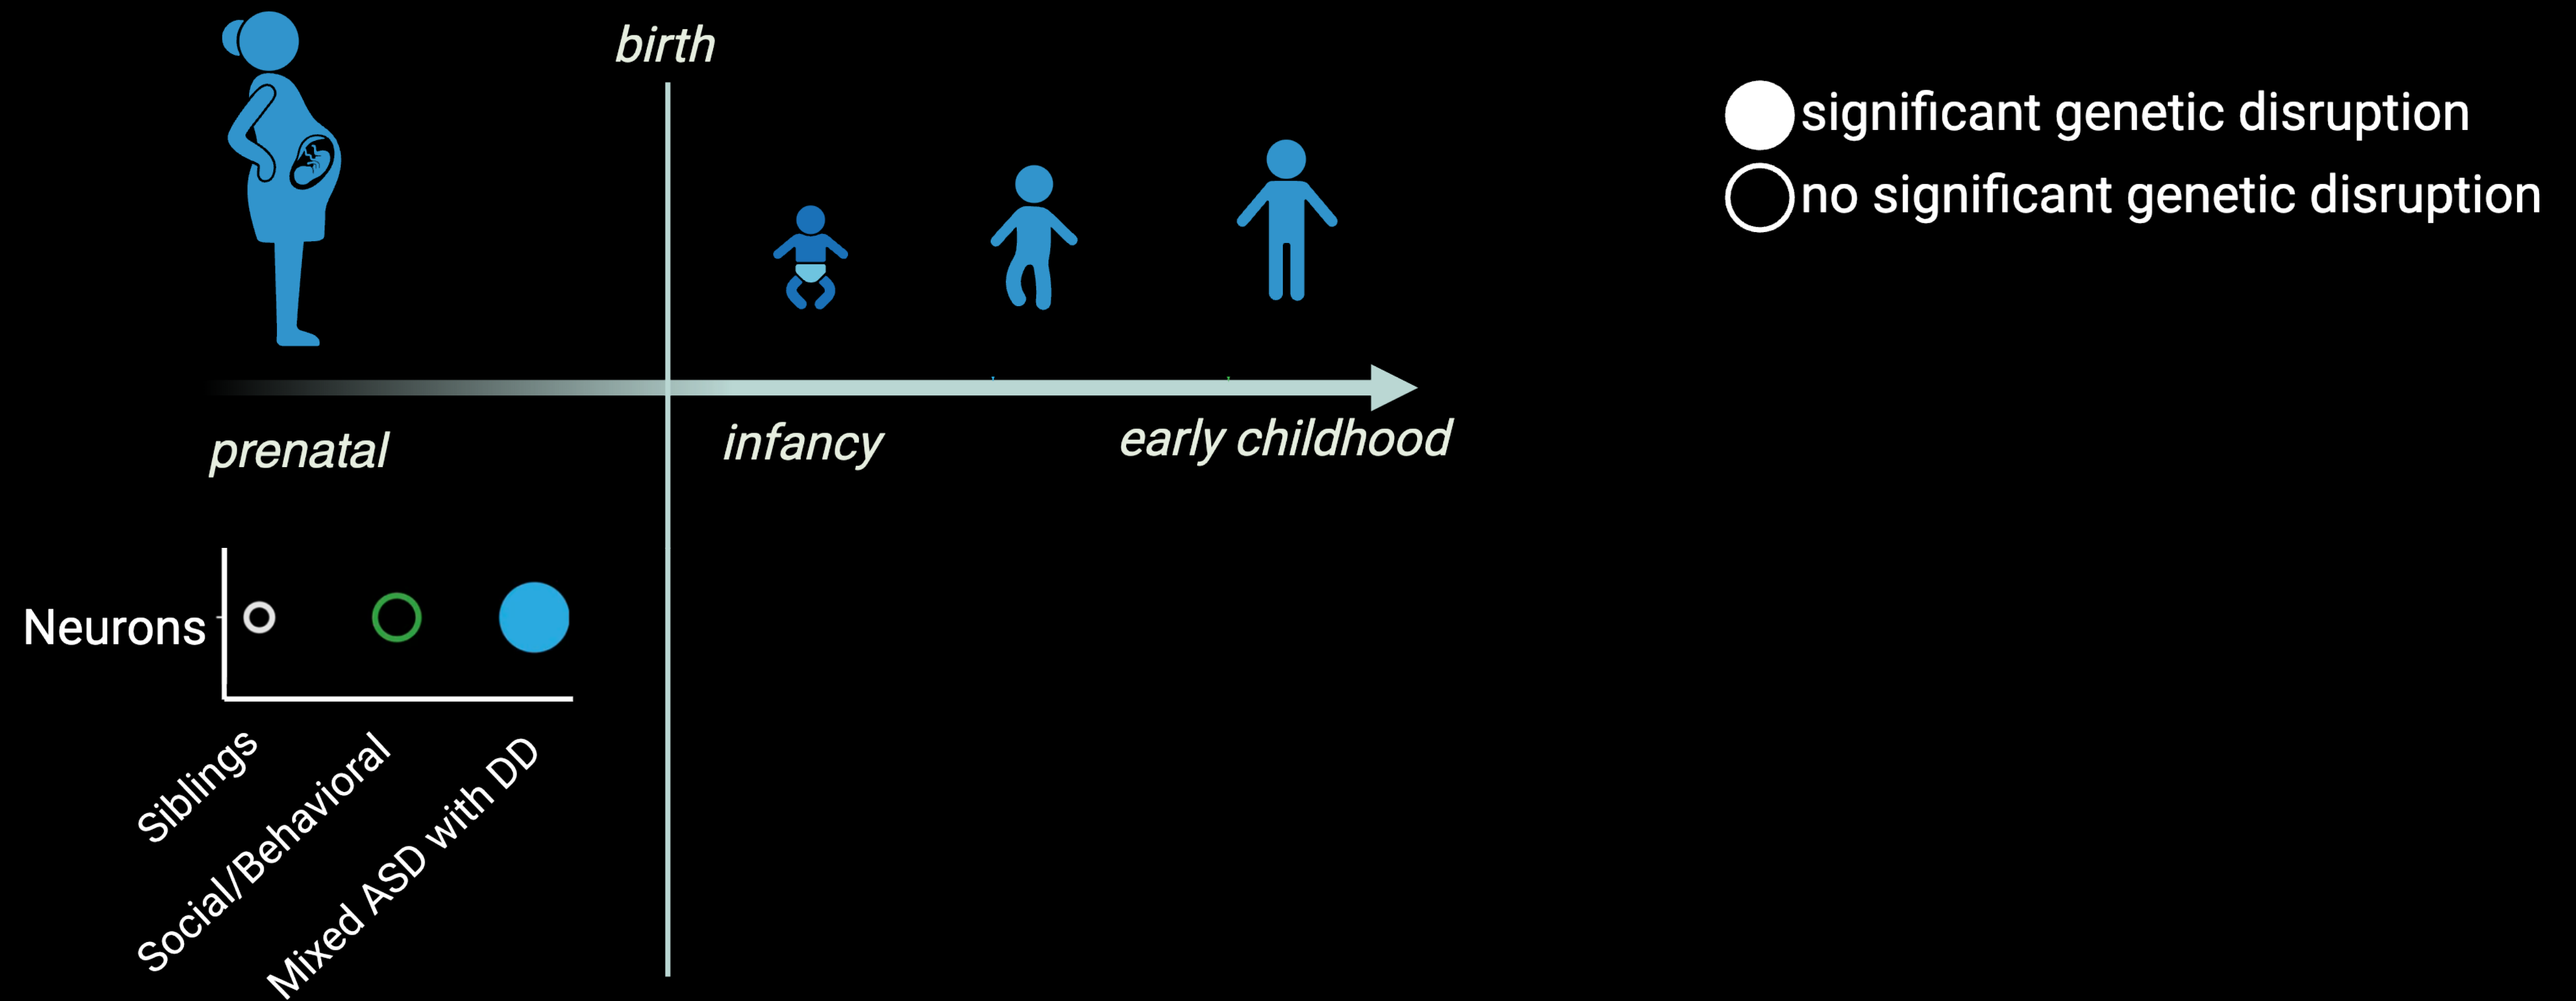 birth
significant genetic disruption
no significant genetic disruption
prenatal
infancy
early childhood
Neurons
Siblings
Social/Behavioral
Mixed ASD with DD